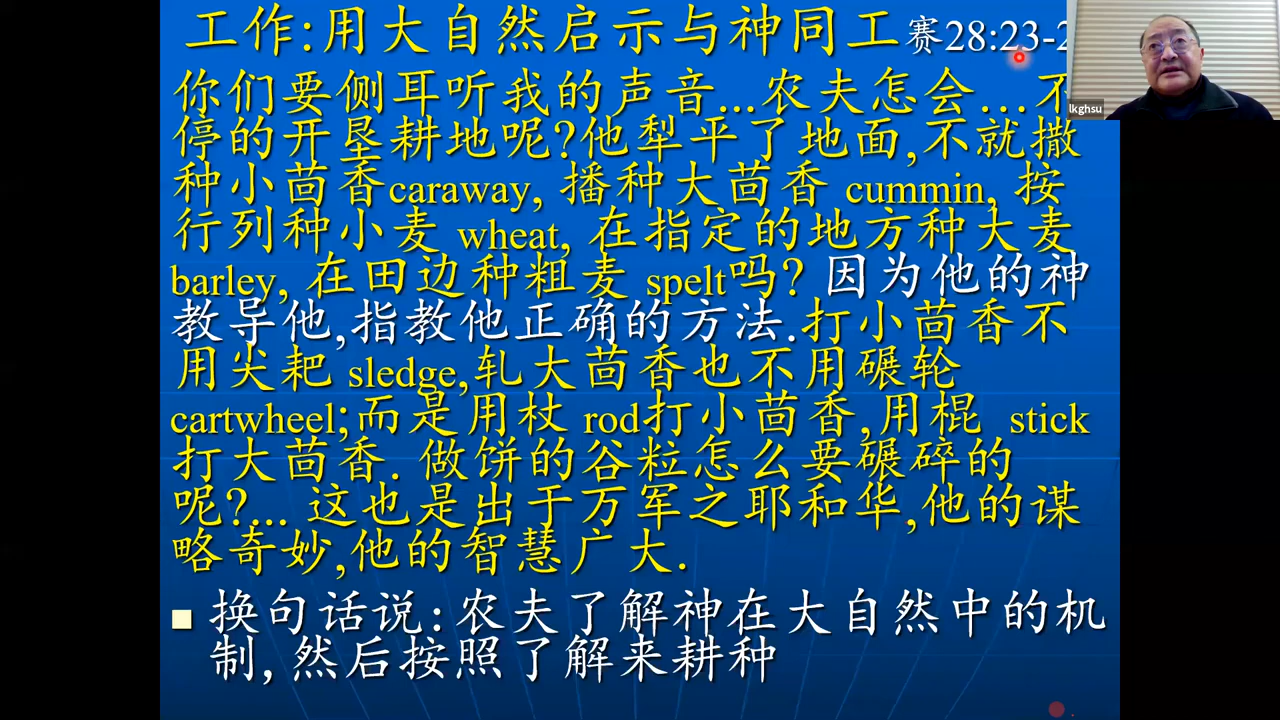 工作:用大自然启示与神同工赛28:23-2
你们要侧耳听我的声音...农夫怎会...不
停的开垦耕地呢?他犁平了地面,不就撒
种小茴香caraway, 播种大茴香 cummin, 按
行列种小麦 wheat, 在指定的地方种大麦
barley, 在田边种粗麦 spelt吗? 因为他的神
教导他,指教他正确的方法.打小茴香不
用尖耙 sledge,轧大茴香也不用碾轮
cartwheel;而是用杖 rod打小茴香,用棍 stick
打大茴香. 做饼的谷粒怎么要碾碎的
呢?... 这也是出于万军之耶和华,他的谋
略奇妙,他的智慧广大.
换句话说:农夫了解神在大自然中的机
制, 然后按照了解来耕种
lkghsu